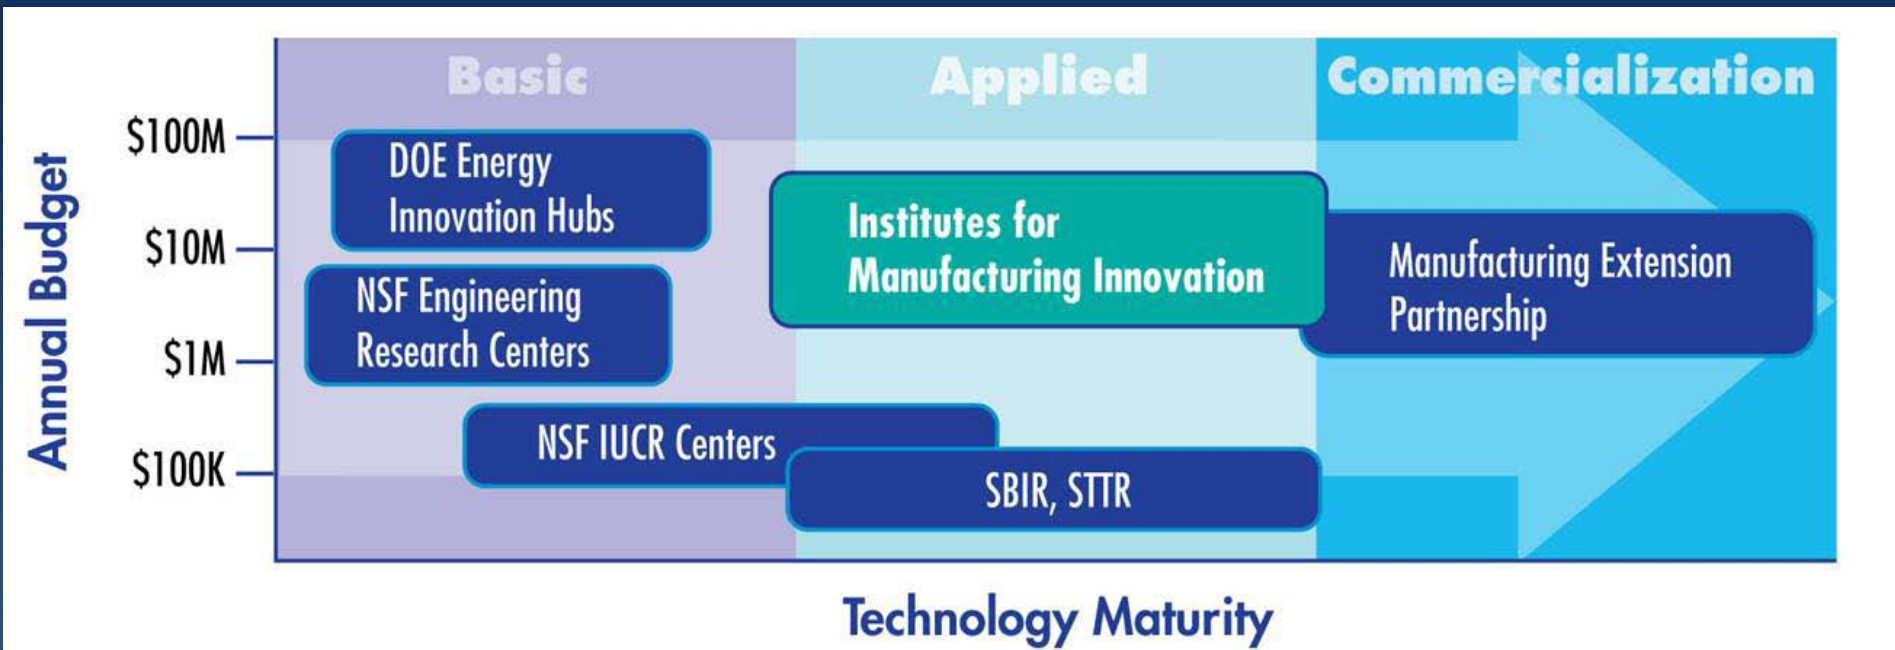 Basic
Applied
Commercialization
Annual Budget
$100M
$10M
$1M
$100K
DOE Energy
Innovation Hubs
NSF Engineering
Research Centers
NSF IUCR Centers
SBIR, STTR
Institutes for
Manufacturing Innovation
Manufacturing Extension
Partnership
Technology Maturity